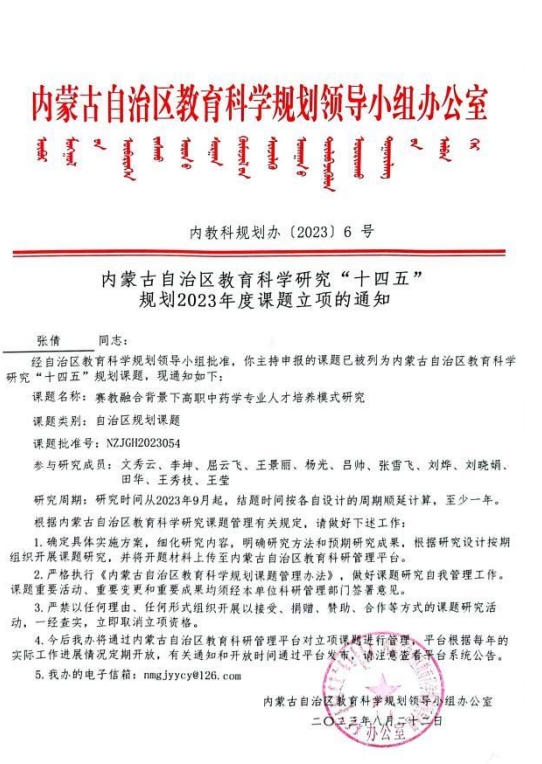 内蒙古自治区教育科学规划领导小组办公室
内教科规划办〔2023〕6 号
内蒙古自治区教育科学研究“十四五”
规划2023年度课题立项的通知
张倩 同志：
经自治区教育科学规划领导小组批准，你主持申报的课题已被列为内蒙古自治区教育科学
研究“十四五”规划课题，现通知如下：
课题名称：赛教融合背景下高职中药学专业人才培养模式研究
课题类别：自治区规划课题
课题批准号：NZJGH2023054
参与研究成员：文秀云、李坤、屈云飞、王景丽、杨光、吕帅、张雪飞、刘烨、刘晓娟、
田华、王秀枝、王莹
研究周期：研究时间从2023年9月起，结题时间按各自设计的周期顺延计算，至少一年。
根据内蒙古自治区教育科学研究课题管理有关规定，请做好下述工作：
1.确定具体实施方案，细化研究内容，明确研究方法和预期研究成果，根据研究设计按期
组织开展课题研究，并将开题材料上传至内蒙古自治区教育科研管理平台。
2.严格执行《内蒙古自治区教育科学规划课题管理办法》，做好课题研究自我管理工作。
课题重要活动、重要变更和重要成果均须经本单位科研管理部门签署意见。
3.严禁以任何理由、任何形式组织开展以接受、捐赠、赞助、合作等方式的课题研究活
动，一经查实，立即取消立项资格。
4.今后我办将通过内蒙古自治区教育科研管理平台对立项课题进行管理，平台根据每年的
实际工作进展情况定期开放，有关通知和开放时间通过平台发布，请注意查看平台系统公告。
5.我办的电子信箱：nmgjyycy@126.com
内蒙古自治区教育科学规划领导小组办公室
二〇二三年八月二十二日
办公室